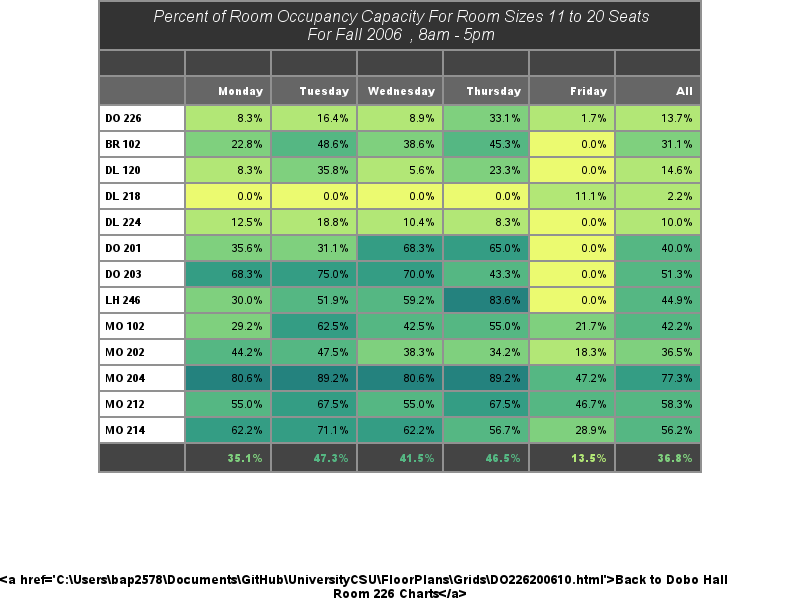 Percent of Room Occupancy Capacity For Room Sizes 11 to 20 Seats
For Fall 2006 , 8am - 5pm
Monday Tuesday Wednesday Thursday Friday All
DO 226 8.3% 16.4% 8.9% 33.1% 1.7% 13.7%
BR 102 22.8% 48.6% 38.6% 45.3% 0.0% 31.1%
DL 120 8.3% 35.8% 5.6% 23.3% 0.0% 14.6%
DL 218 0.0% 0.0% 0.0% 0.0% 11.1% 2.2%
DL 224 12.5% 18.8% 10.4% 8.3% 0.0% 10.0%
DO 201 35.6% 31.1% 68.3% 65.0% 0.0% 40.0%
DO 203 68.3% 75.0% 70.0% 43.3% 0.0% 51.3%
LH 246 30.0% 51.9% 59.2% 83.6% 0.0% 44.9%
MO 102 29.2% 62.5% 42.5% 55.0% 21.7% 42.2%
MO 202 44.2% 47.5% 38.3% 34.2% 18.3% 36.5%
MO 204 80.6% 89.2% 80.6% 89.2% 47.2% 77.3%
MO 212 55.0% 67.5% 55.0% 67.5% 46.7% 58.3%
MO 214 62.2% 71.1% 62.2% 56.7% 28.9% 56.2%
35.1% 47.3% 41.5% 46.5% 13.5% 36.8%
<a href='C:\Users\bap2578\Documents\GitHub\UniversityCSU\FloorPlans\Grids\DO226200610.html'>Back to Dobo Hall
Room 226 Charts</a>